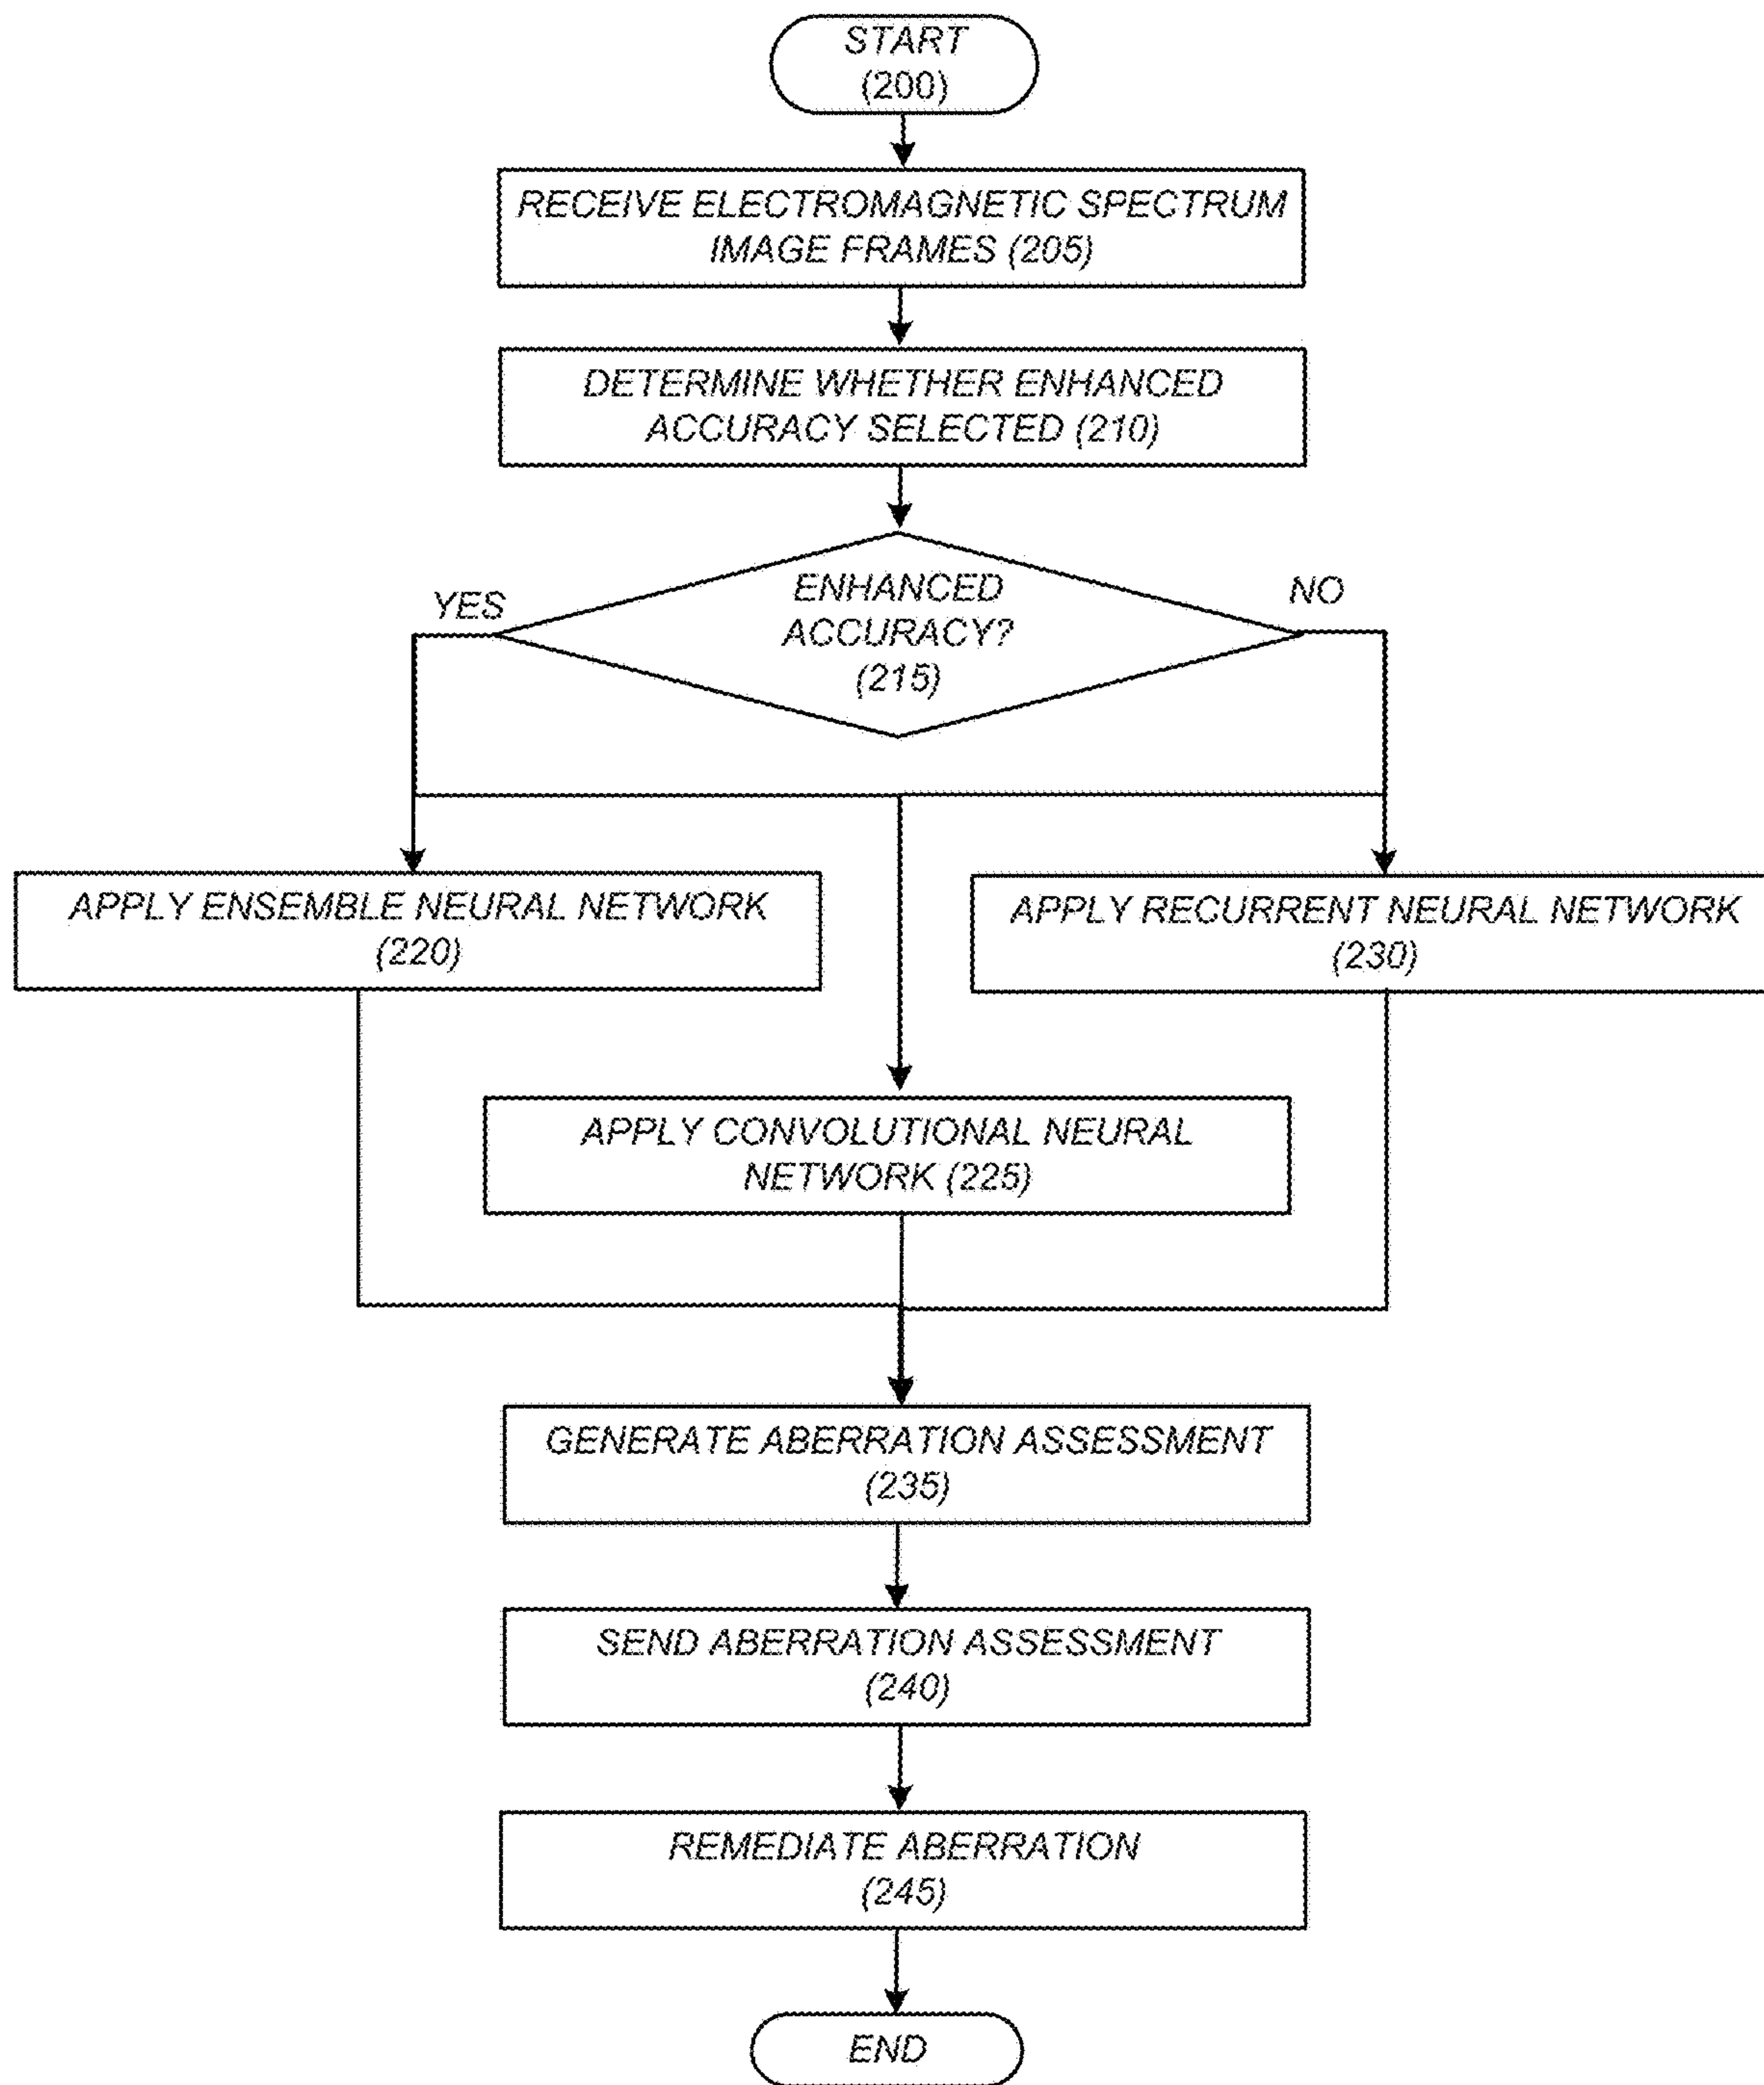 START
(200)
RECEIVE ELECTROMAGNETIC SPECTRUM
IMAGE FRAMES (205)
DETERMINE WHETHER ENHANCED
ACCURACY SELECTED (210)
YES
ENHANCED
ACCURACY?
(215)
NO
APPLY ENSEMBLE NEURAL NETWORK
(220)
APPLY RECURRENT NEURAL NETWORK
(230)
APPLY CONVOLUTIONAL NEURAL
NETWORK (225)
GENERATE ABERRATION ASSESSMENT
(235)
SEND ABERRATION ASSESSMENT
(240)
REMEDIATE ABERRATION
(245)
END